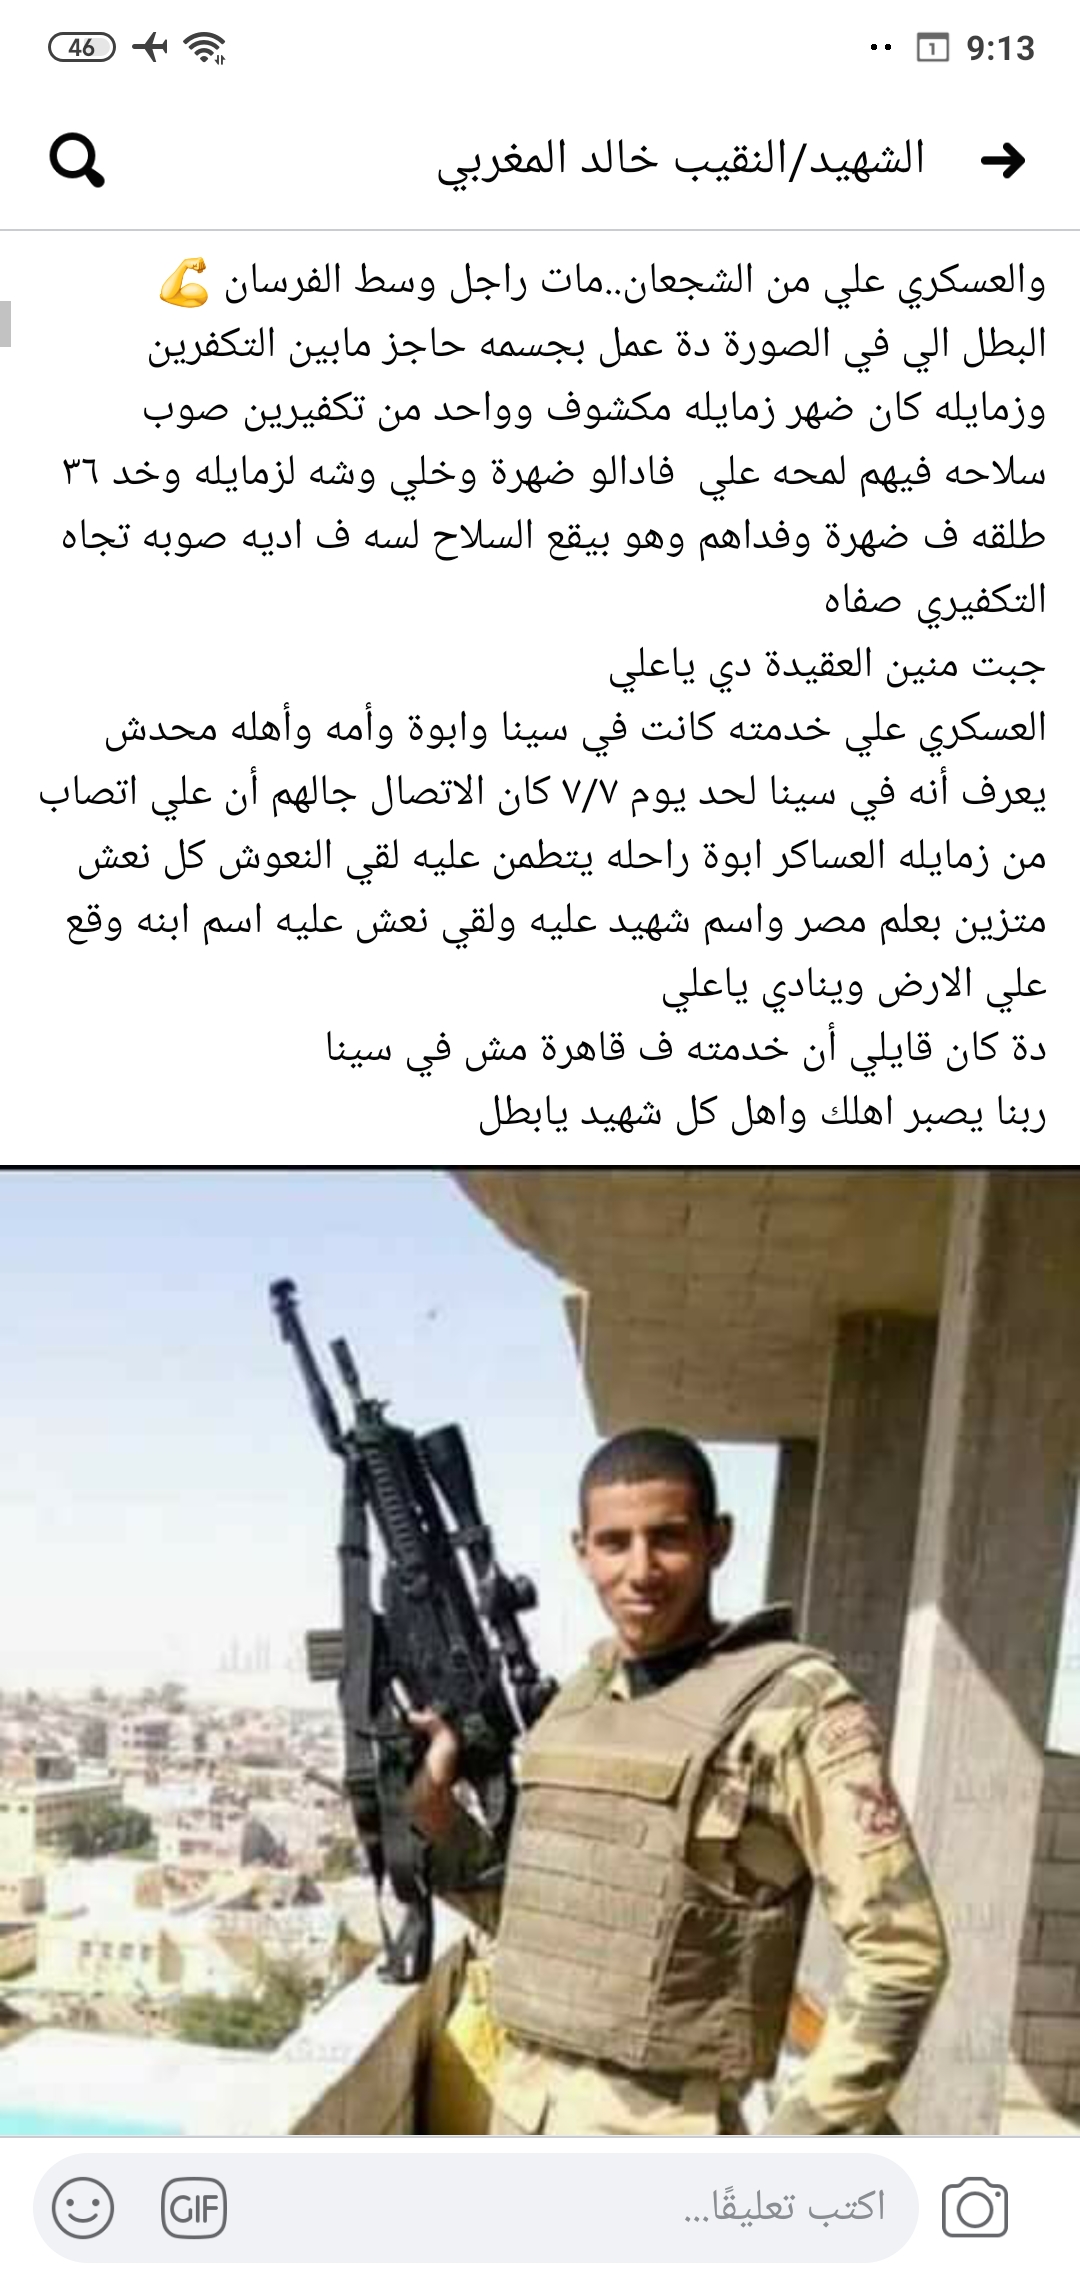 46
9:13
الشهيد/النقيب خالد المغربي
والعسكري علي من الشجعان..مات راجل وسط الفرسان 💪
البطل الي في الصورة دة عمل بجسمه حاجز مابين التكفرين
وزمايله كان ضهر زمايله مكشوف وواحد من تكفيرين صوب
سلاحه فيهم لمحه علي فادالو ضهرة وخلي وشه لزمايله وخد ٣٦
طلقه ف ضهرة وفداهم وهو بيقع السلاح لسه ف اديه صوبه تجاه
التكفيري صفاه
جبت منين العقيدة دي ياعلي
العسكري علي خدمته كانت في سينا وابوة وأمه وأهله محدش
يعرف أنه في سينا لحد يوم ٧/٧ كان الاتصال جالهم أن علي اتصاب
من زمايله العساكر ابوة راحله يتطمن عليه لقي النعوش كل نعش
متزين بعلم مصر واسم شهيد عليه ولقي نعش عليه اسم ابنه وقع
علي الارض وينادي ياعلي
دة كان قايلي أن خدمته ف قاهرة مش في سينا
ربنا يصبر اهلك واهل كل شهيد يابطل
اكتب تعليقًا...
GIF